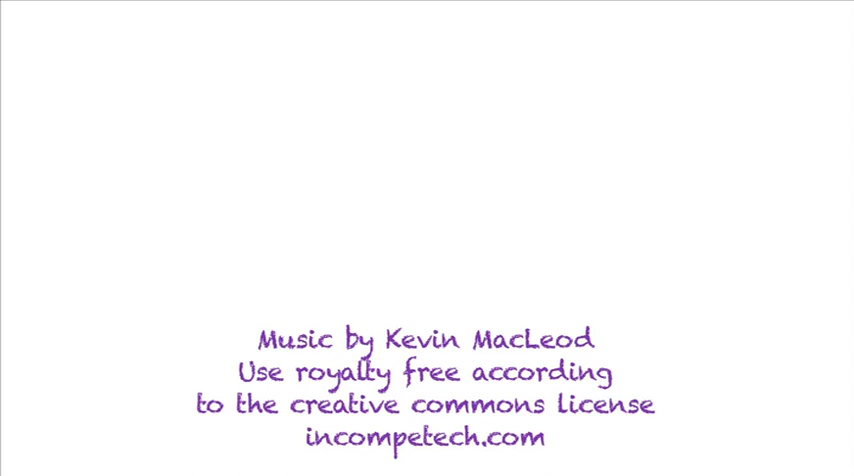 Music by Kevin MacLeod
Use royalty free according
to the creative commons license
incompetech.com